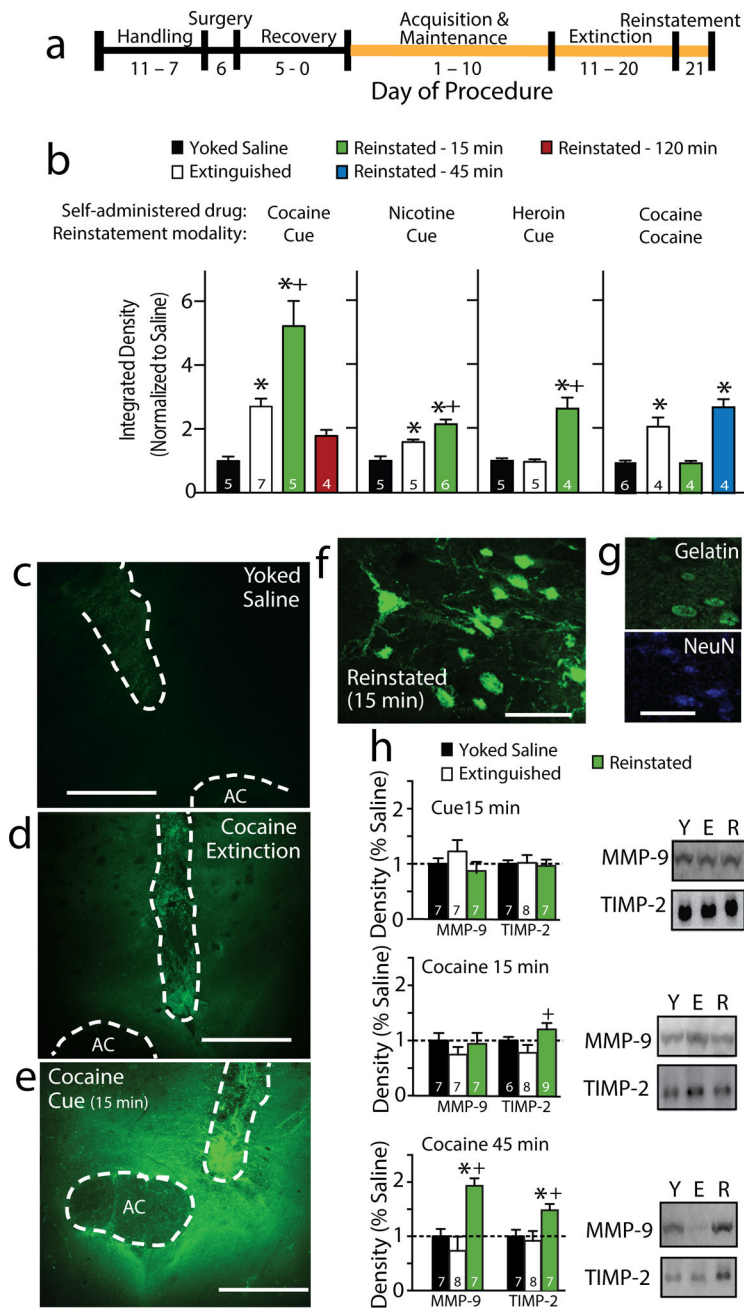 a
Surgery
Reinstatement
Handling
Recovery
Acquisition &
Maintenance
Extinction
11 – 7
6
5 - 0
1 – 10
11 – 20
21
Day of Procedure
b
Yoked Saline
Reinstated - 15 min
Reinstated - 120 min
Extinguished
Reinstated - 45 min
Self-administered drug: Cocaine Nicotine Heroin Cocaine
Reinstatement modality: Cue Cue Cue Cocaine
Integrated Density
(Normalized to Saline)
6
4
2
0
* *+
* *+
*+
* *
5 7 5 4
5 5 6
5 5 4
6 4 4 4
c
Yoked
Saline
AC
d
Cocaine
Extinction
AC
e
Cocaine
Cue (15 min)
AC
f
Reinstated
(15 min)
g
Gelatin
NeuN
h
Yoked Saline
Reinstated
Extinguished
Density (% Saline)
2
1
0
Cue15 min
7 7 7 7 8 7
MMP-9 TIMP-2
Y E R
MMP-9
TIMP-2
Density (% Saline)
2
1
0
Cocaine 15 min
+
7 7 7 6 8 9
MMP-9 TIMP-2
Y E R
MMP-9
TIMP-2
Density (% Saline)
2
1
0
Cocaine 45 min
*+ *+
7 8 7 7 8 7
MMP-9 TIMP-2
Y E R
MMP-9
TIMP-2